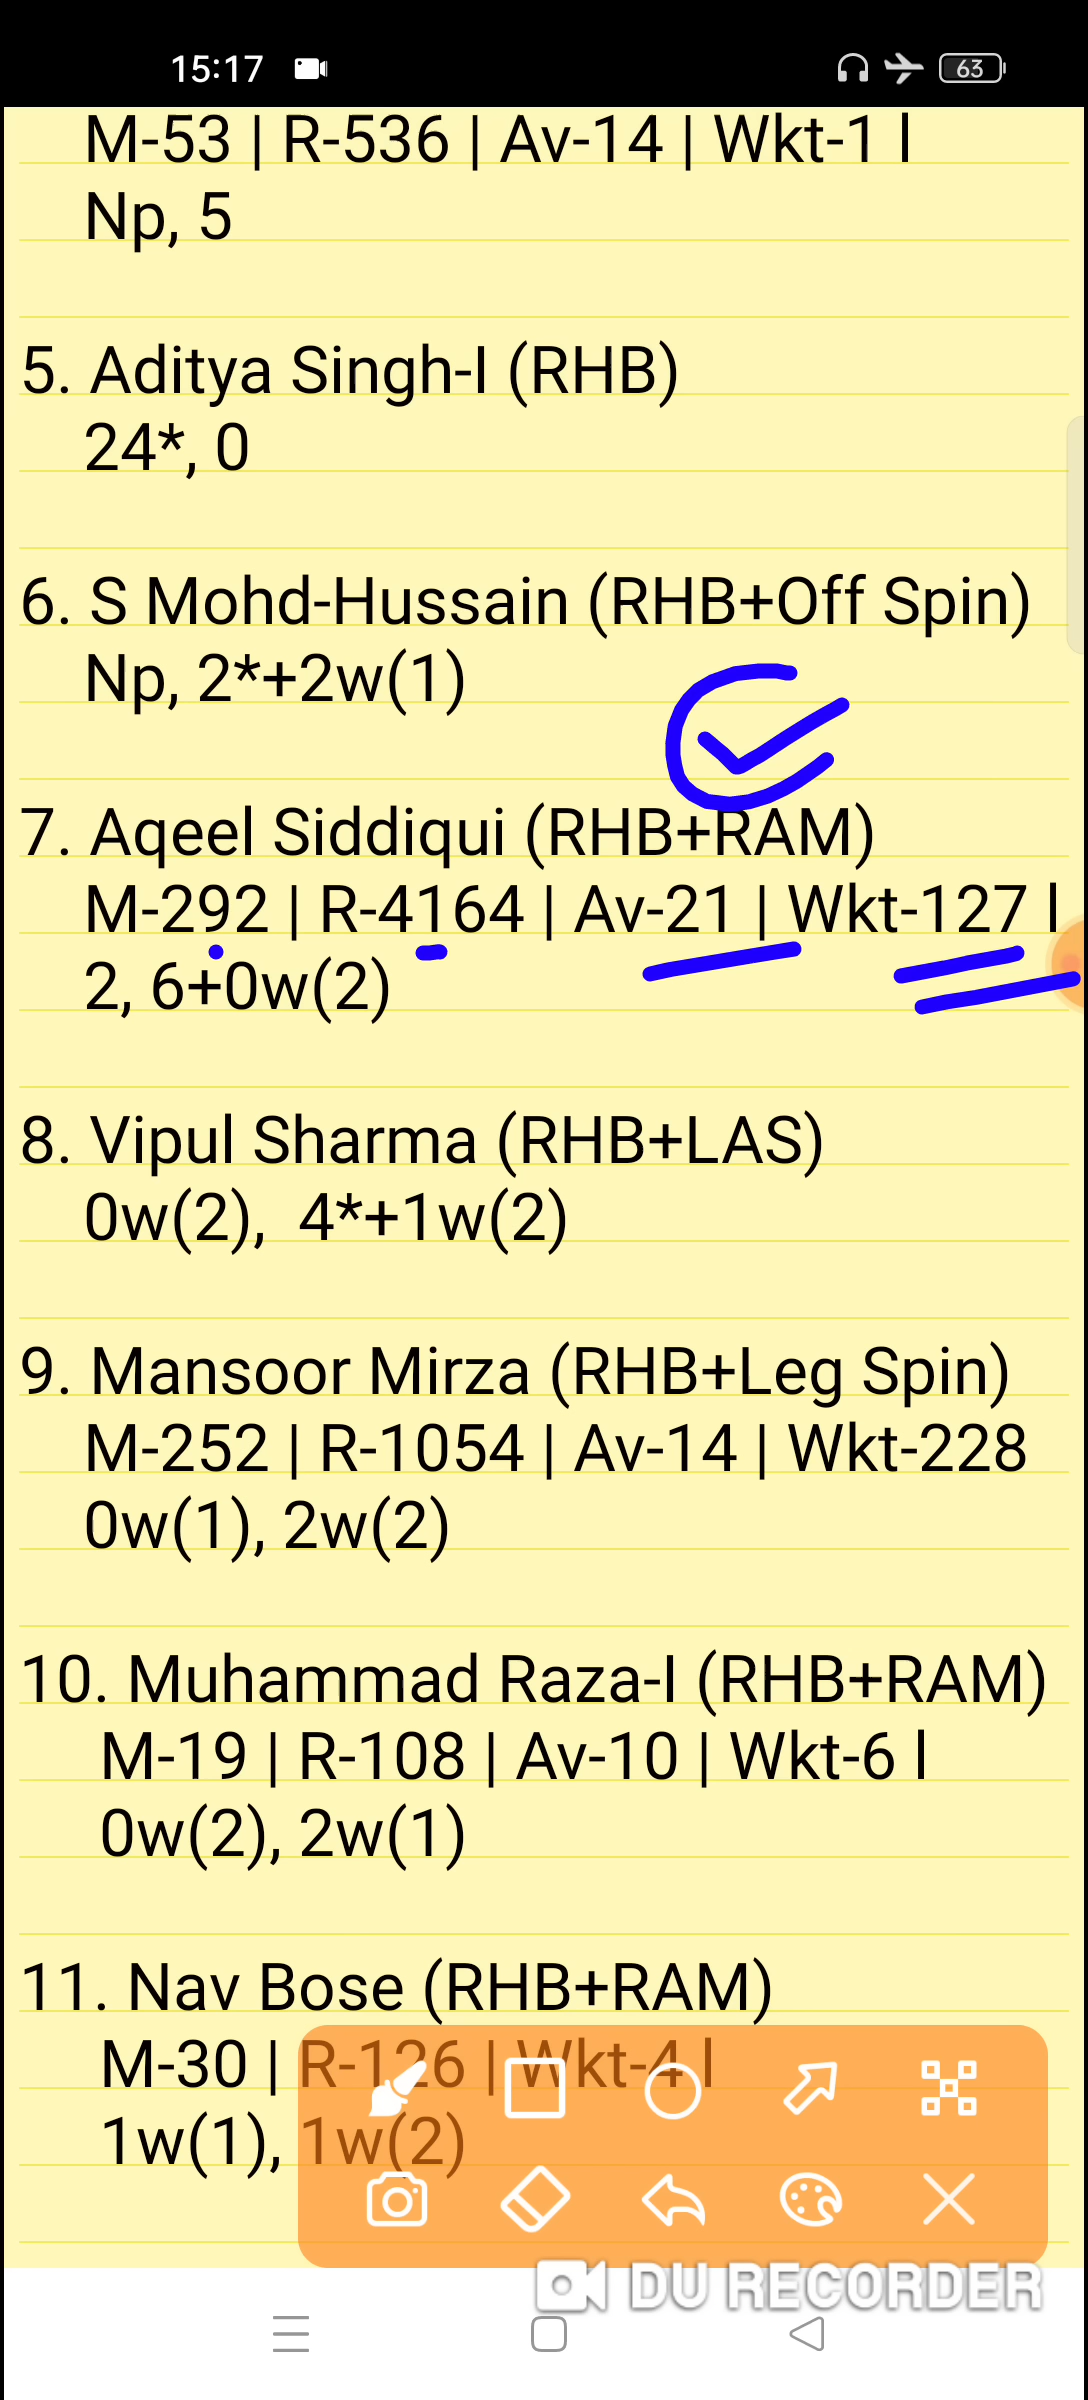 15:17
63
M-53 | R-536 | Av-14 | Wkt-1 l
Np, 5
5. Aditya Singh-I (RHB)
24*, 0
6. S Mohd-Hussain (RHB+Off Spin)
Np, 2*+2w(1)
7. Aqeel Siddiqui (RHB+RAM)
M-292 | R-4164 | Av-21 | Wkt-127 l
2, 6+0w(2)
8. Vipul Sharma (RHB+LAS)
0w(2),  4*+1w(2)
9. Mansoor Mirza (RHB+Leg Spin)
M-252 | R-1054 | Av-14 | Wkt-228
0w(1), 2w(2)
10. Muhammad Raza-I (RHB+RAM)
M-19 | R-108 | Av-10 | Wkt-6 l
0w(2), 2w(1)
11. Nav Bose (RHB+RAM)
M-30 | R-126 | Wkt-4 l
1w(1), 1w(2)
DU RECORDER